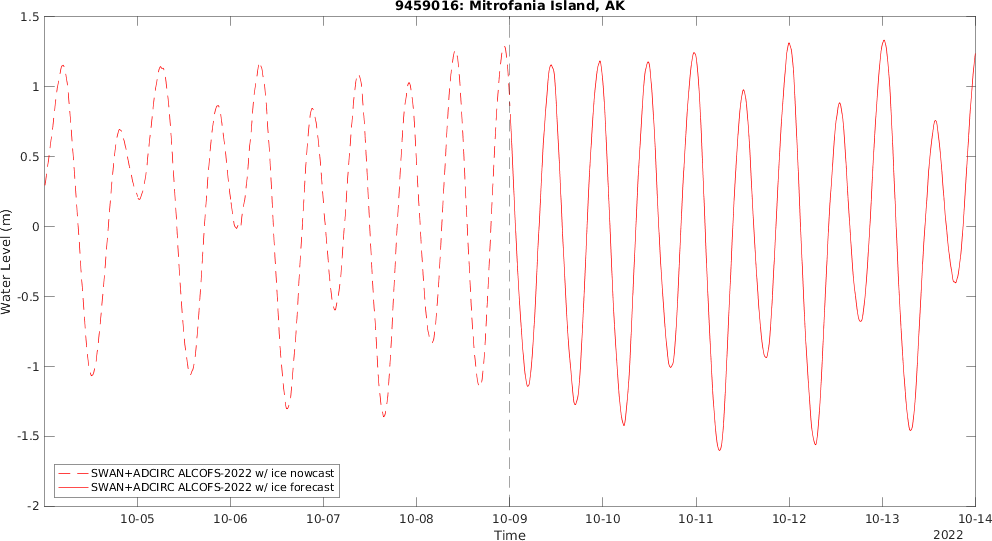 9459016: Mitrofania Island, AK
Water Level (m)
1.5
1
0.5
0
-0.5
-1
-1.5
-2
SWAN+ADCIRC ALCOFS-2022 w/ ice nowcast
SWAN+ADCIRC ALCOFS-2022 w/ ice forecast
10-05 10-06 10-07 10-08 10-09 10-10 10-11 10-12 10-13 10-14
Time
2022